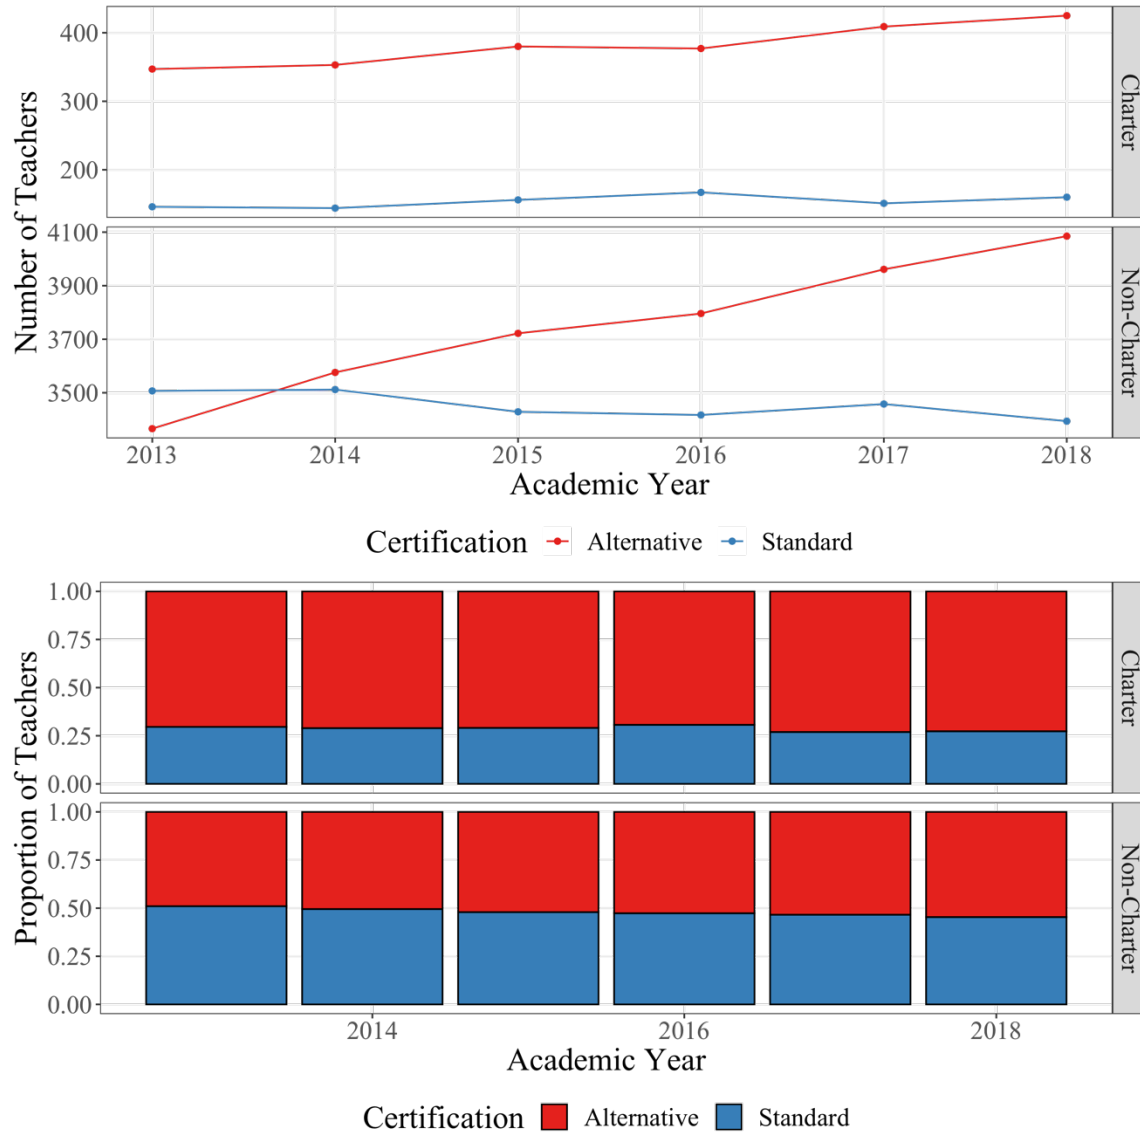 Number of Teachers
400
300
200
Charter
4100
3900
3700
3500
Non-Charter
2013 2014 2015 2016 2017 2018
Academic Year
Certification Alternative Standard
Proportion of Teachers
1.00
0.75
0.50
0.25
0.00
Charter
1.00
0.75
0.50
0.25
0.00
Non-Charter
2014 2016 2018
Academic Year
Certification Alternative Standard